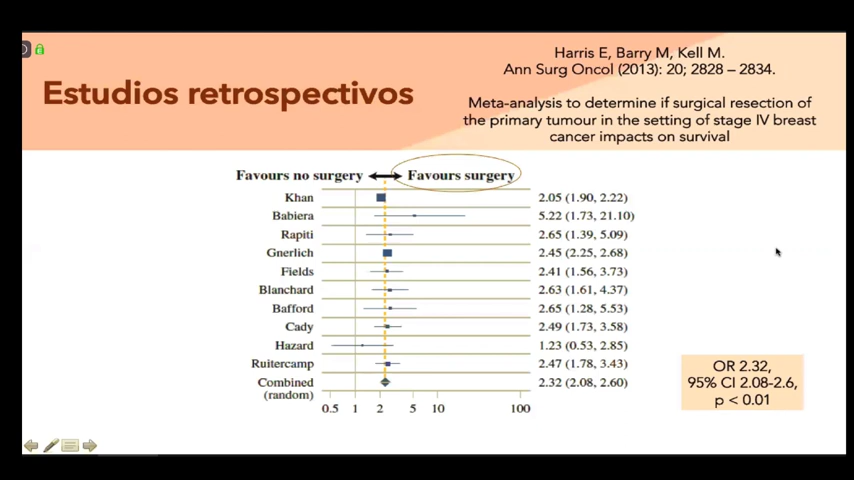 Estudios retrospectivos
Harris E, Barry M, Kell M.
Ann Surg Oncol (2013): 20; 2828 – 2834.
Meta-analysis to determine if surgical resection of
the primary tumour in the setting of stage IV breast
cancer impacts on survival
Favours no surgery Favours surgery
Khan 2.05 (1.90, 2.22)
Babiera 5.22 (1.73, 21.10)
Rapiti 2.65 (1.39, 5.09)
Gnerlich 2.45 (2.25, 2.68)
Fields 2.41 (1.56, 3.73)
Blanchard 2.63 (1.61, 4.37)
Bafford 2.65 (1.28, 5.53)
Cady 2.49 (1.73, 3.58)
Hazard 1.23 (0.53, 2.85)
Ruitercamp 2.47 (1.78, 3.43)
Combined 2.32 (2.08, 2.60)
(random)
0.5 1 2 5 10 100
OR 2.32,
95% CI 2.08-2.6,
p < 0.01